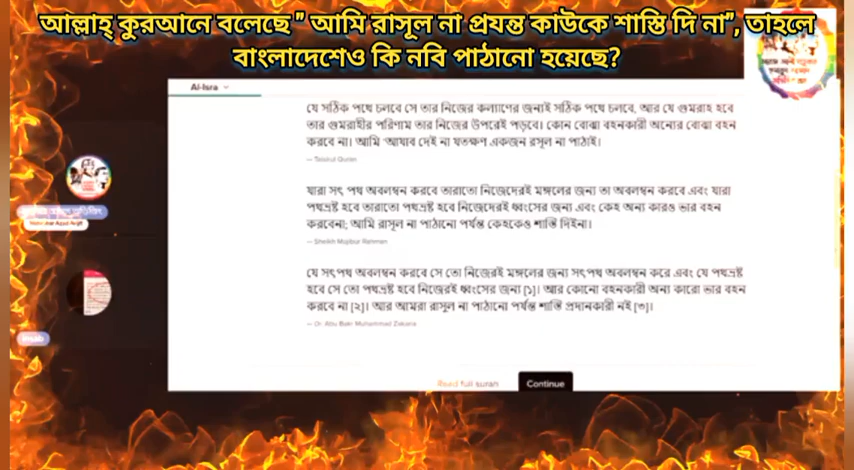 আল্লাহ্ কুরআনে বলেছে " আমি রাসূল না প্রযন্ত কাউকে শাস্তি দি না", তাহলে
বাংলাদেশেও কি নবি পাঠানো হয়েছে?
Al-Isra
যে সঠিক পথে চলবে সে তার নিজের কল্যাণের জন্যই সঠিক পথে চলবে, আর যে গুমরাহ হবে
তার গুমরাহীর পরিণাম তার নিজের উপরেই পড়বে। কোন বোঝা বহনকারী অন্যের বোঝা বহন
করবে না। আমি 'আযাব দেই না যতক্ষণ একজন রসূল না পাঠাই।
— Taisirul Quran
যারা সৎ পথ অবলম্বন করবে তারাতো নিজেদেরই মঙ্গলের জন্য তা অবলম্বন করবে এবং যারা
পথভ্রষ্ট হবে তারাতো পথভ্রষ্ট হবে নিজেদেরই ধ্বংসের জন্য এবং কেহ অন্য কারও ভার বহন
করবেনা; আমি রাসূল না পাঠানো পর্যন্ত কেহকেও শাস্তি দিইনা।
— Sheikh Mujibur Rahman
যে সৎপথ অবলম্বন করবে সে তো নিজেরই মঙ্গলের জন্য সৎপথ অবলম্বন করে এবং যে পথভ্রষ্ট
হবে সে তো পথভ্রষ্ট হবে নিজেরই ধ্বংসের জন্য [১]। আর কোনো বহনকারী অন্য কারো ভার বহন
করবে না [২]। আর আমরা রাসূল না পাঠানো পর্যন্ত শাস্তি প্রদানকারী নই [৩]।
— Dr. Abu Bakr Muhammad Zakaria
Read full surah
Continue